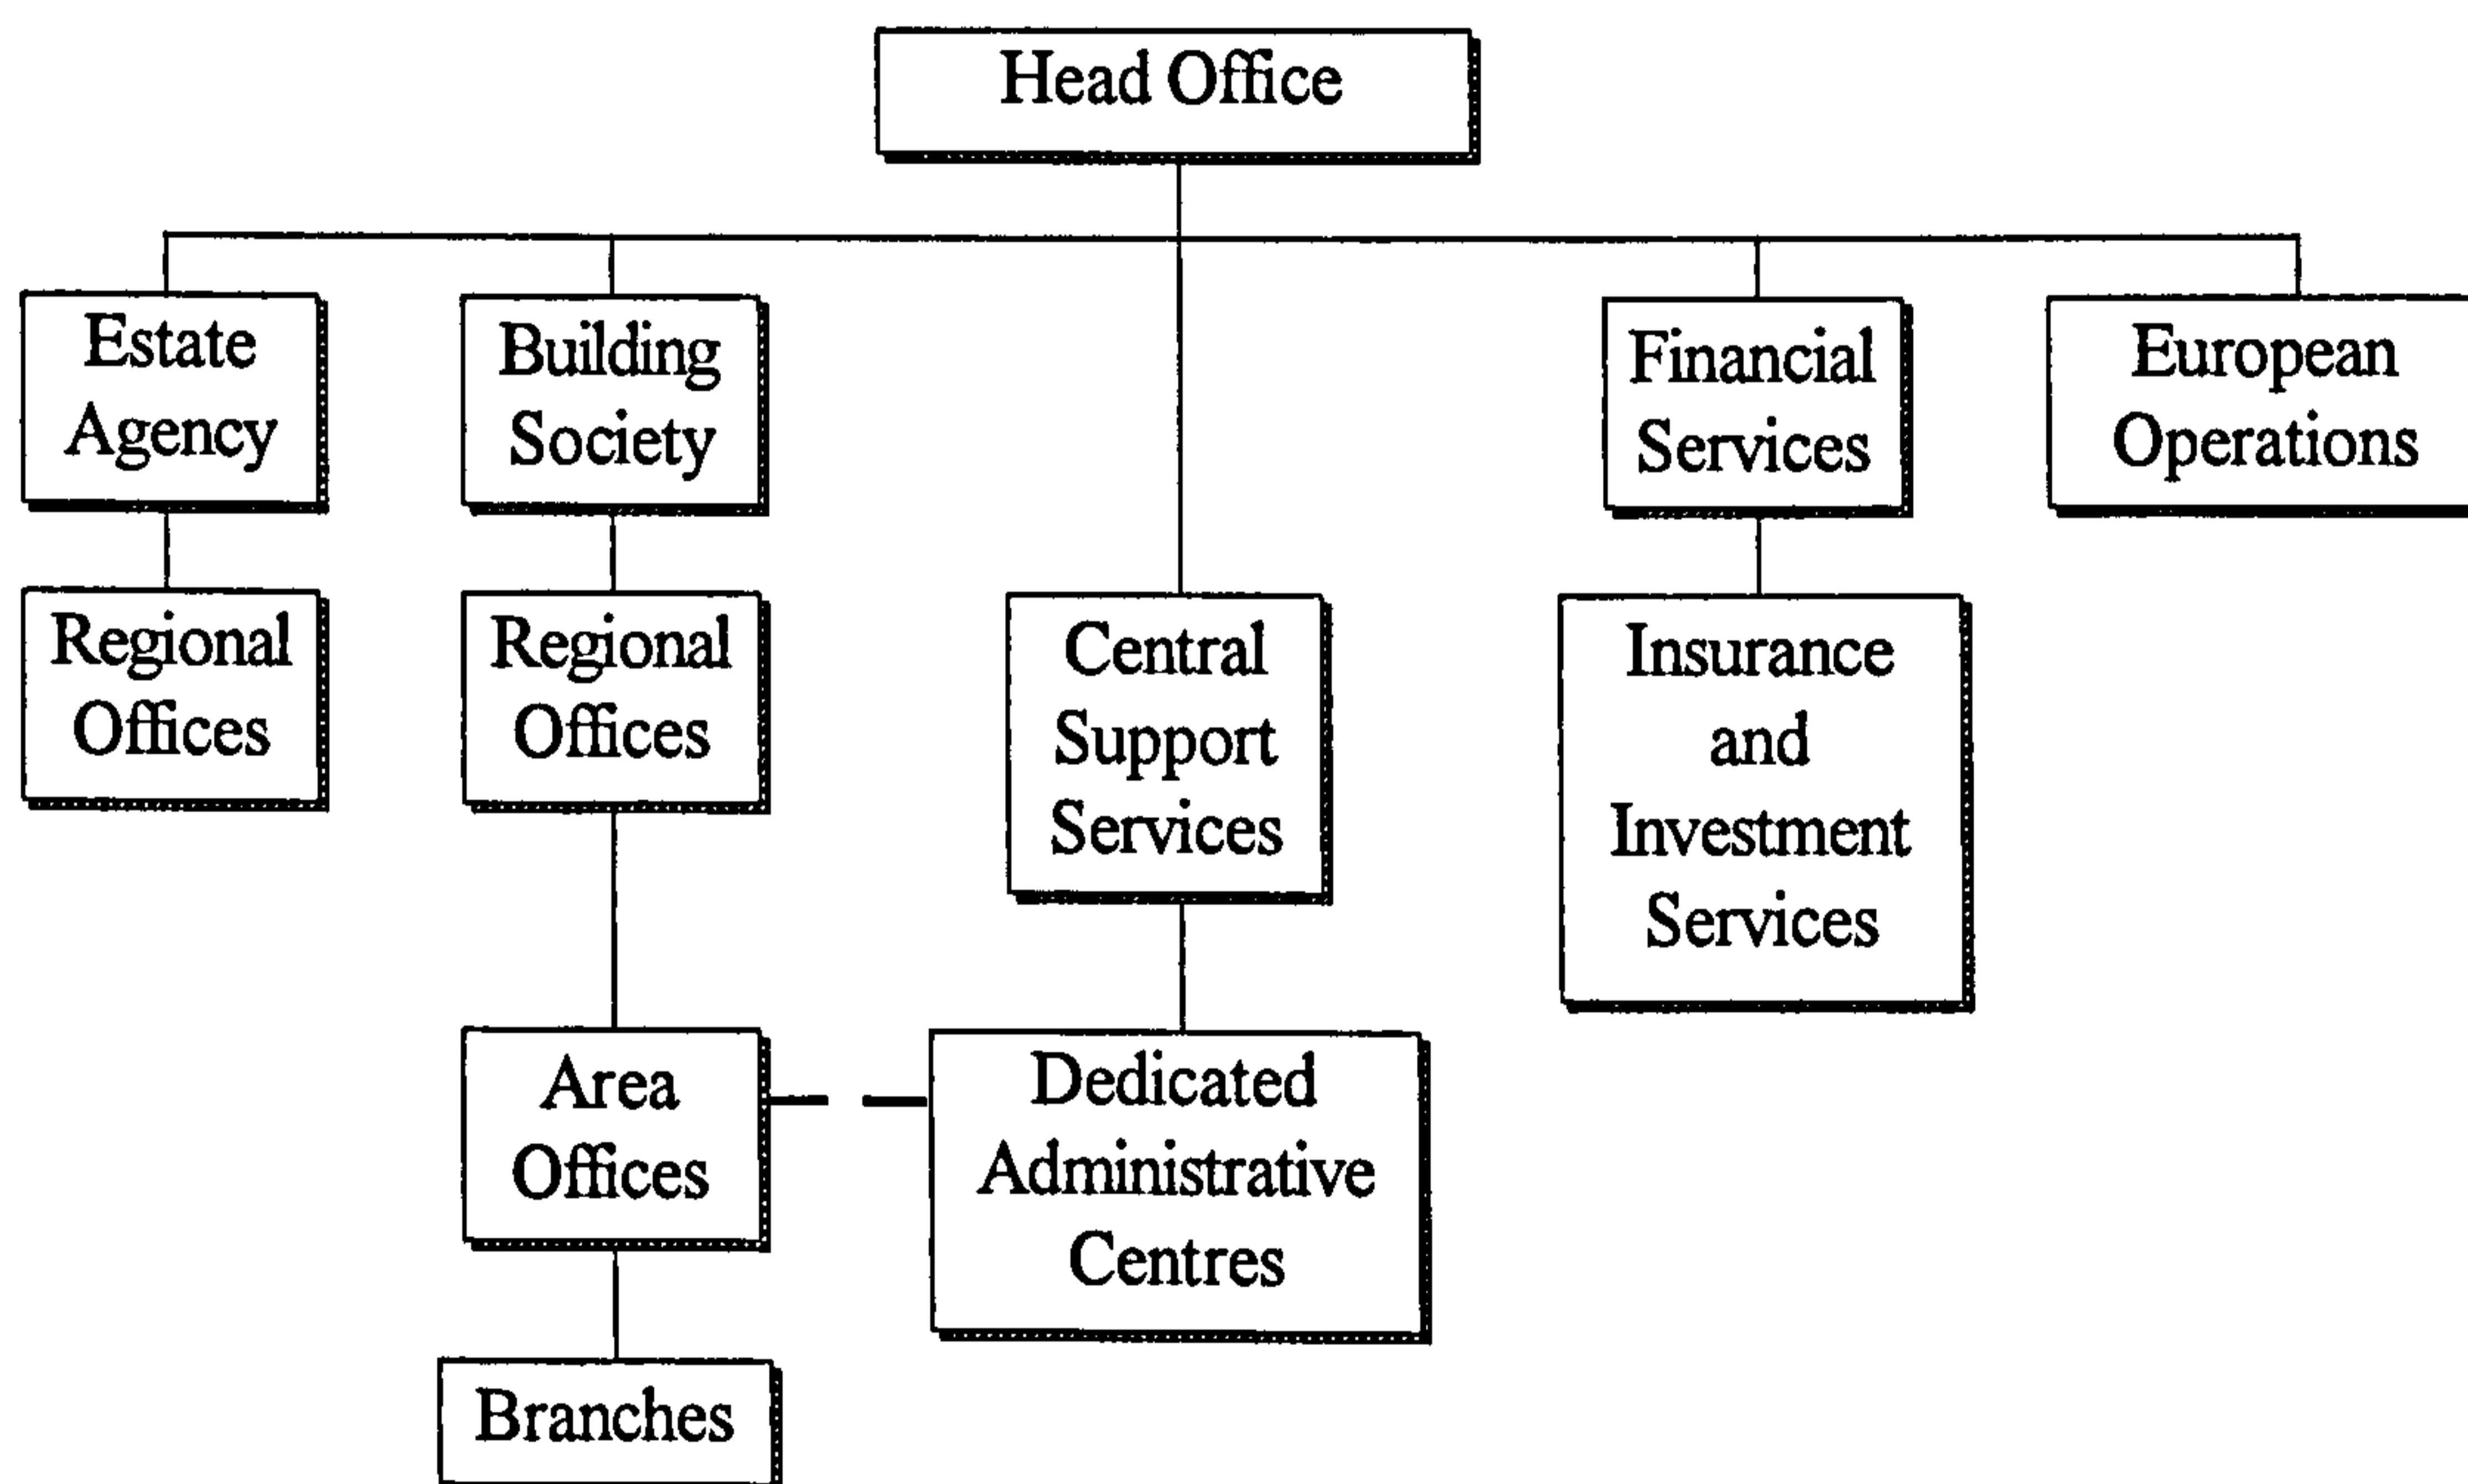 Head Office
Estate
Agency
Building
Society
Financial
Services
European
Operations
Regional
Offices
Regional
Offices
Central
Support
Services
Insurance
and
Investment
Services
Area
Offices
Dedicated
Administrative
Centres
Branches